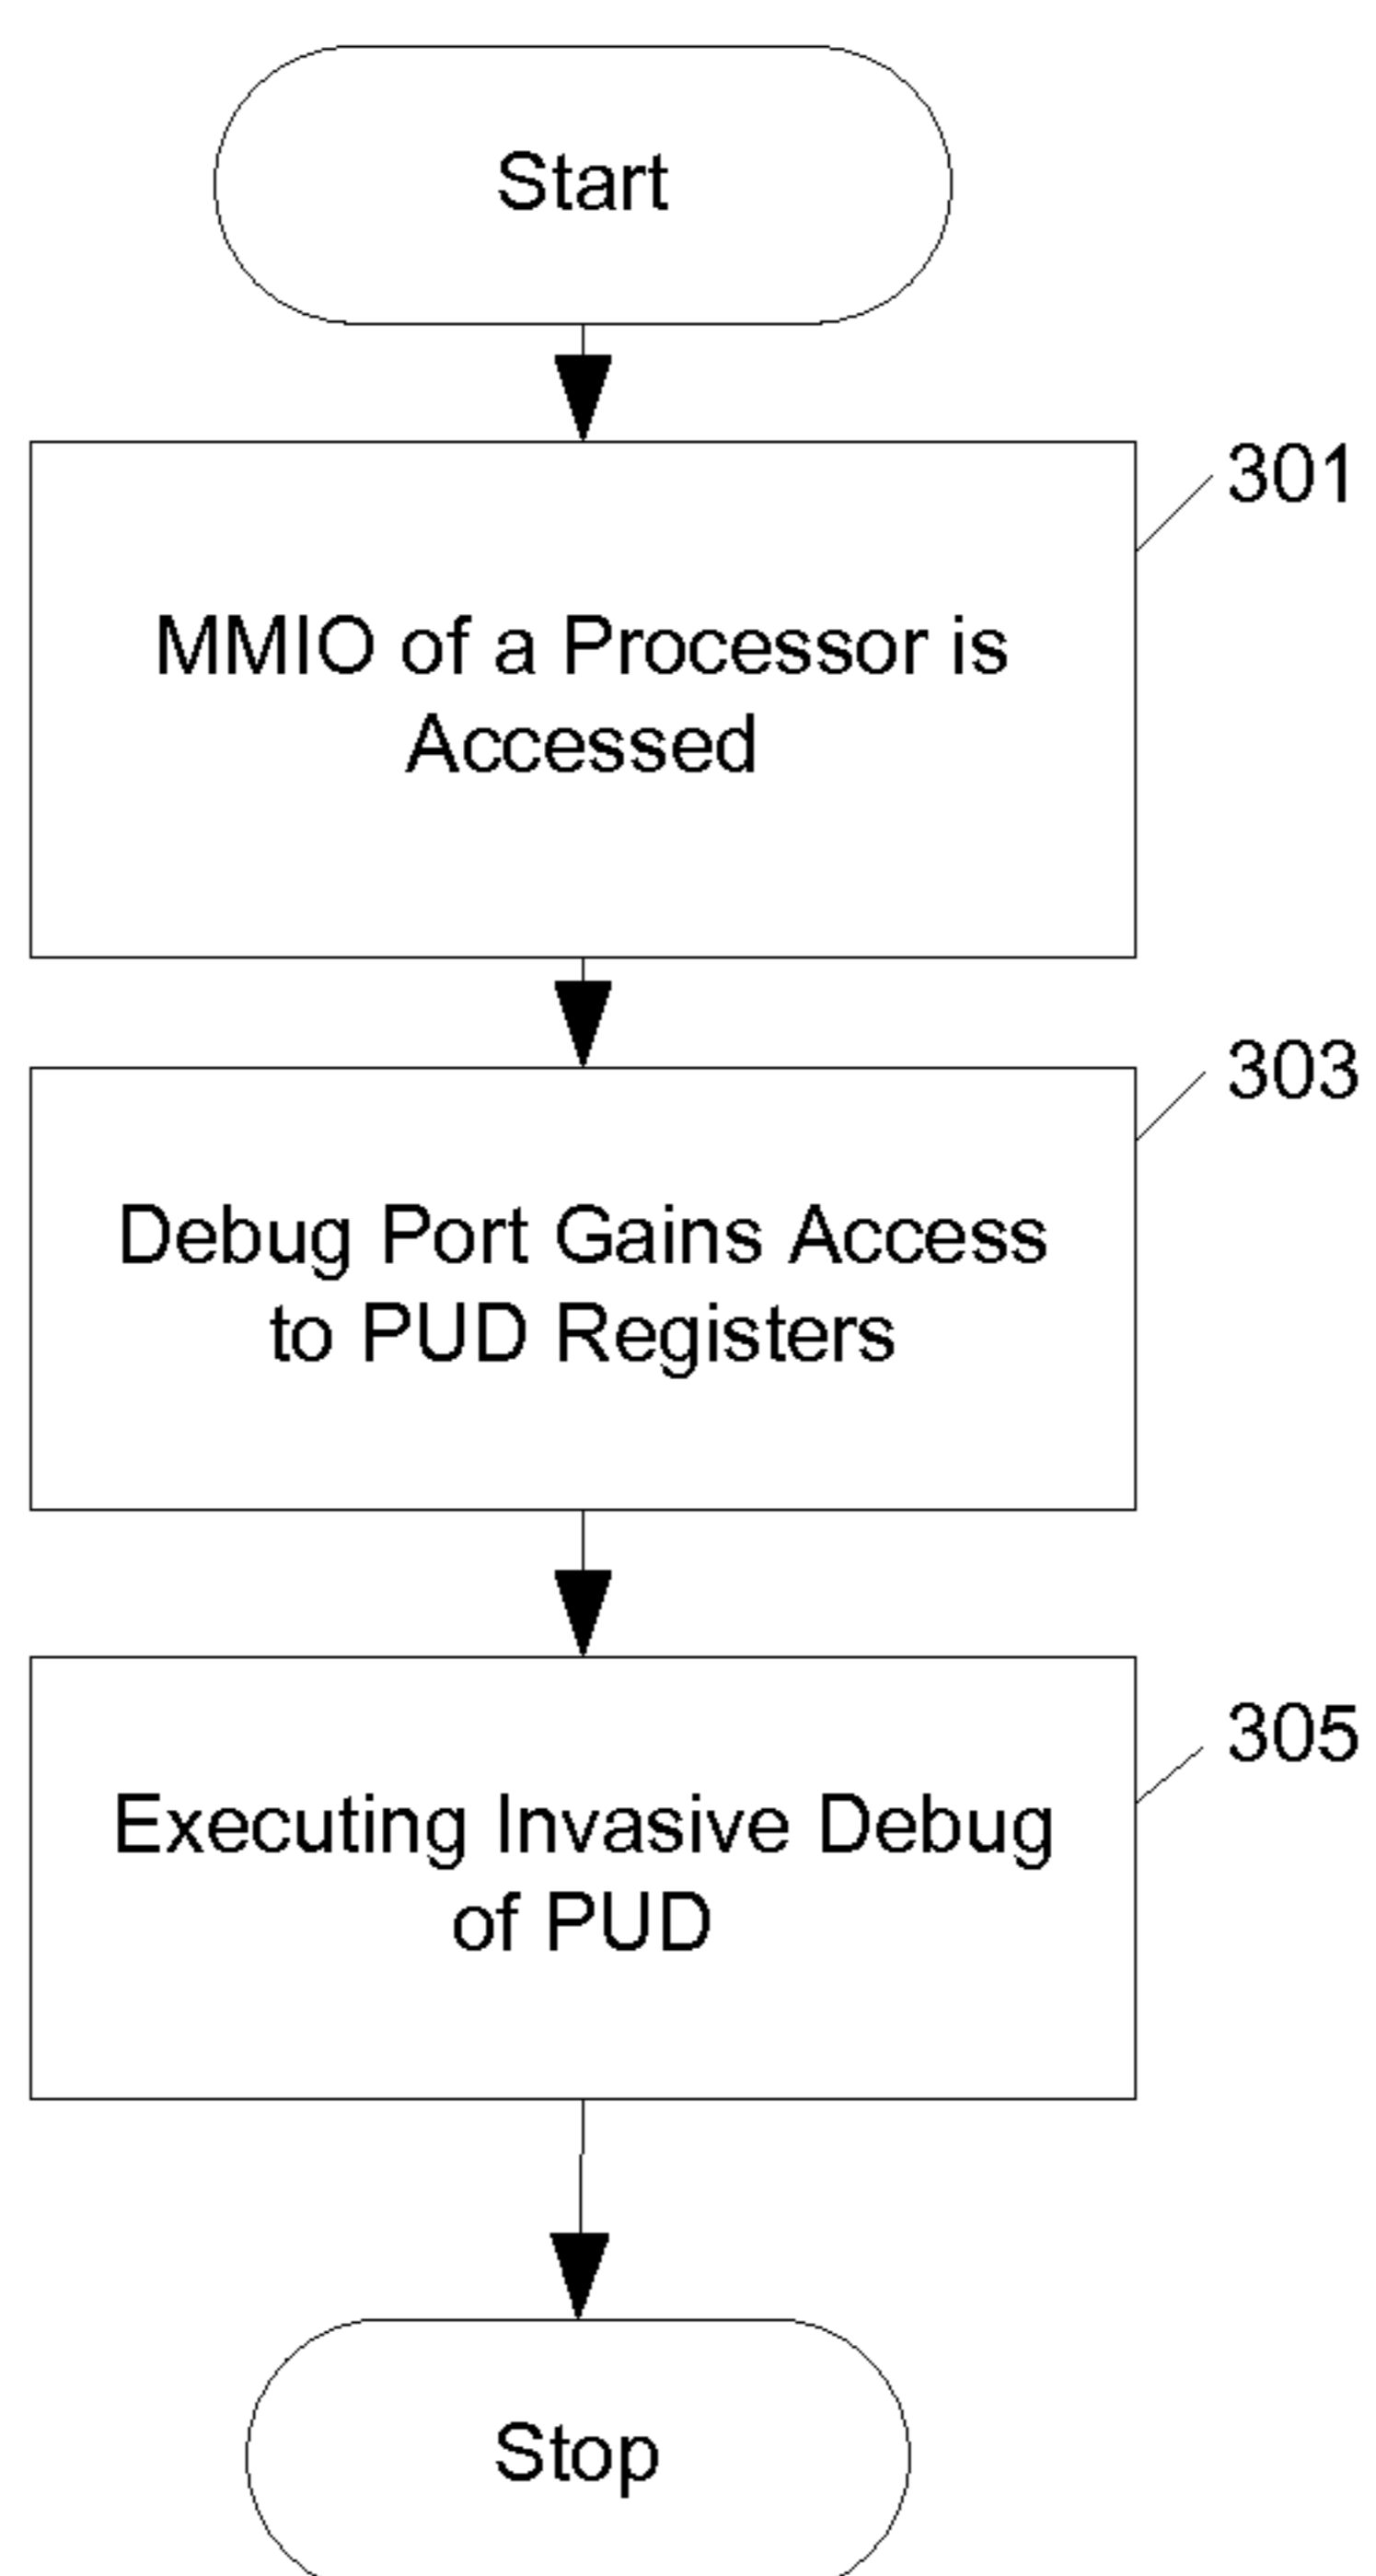 Start
301
MMIO of a Processor is
Accessed
303
Debug Port Gains Access
to PUD Registers
305
Executing Invasive Debug
of PUD
Stop